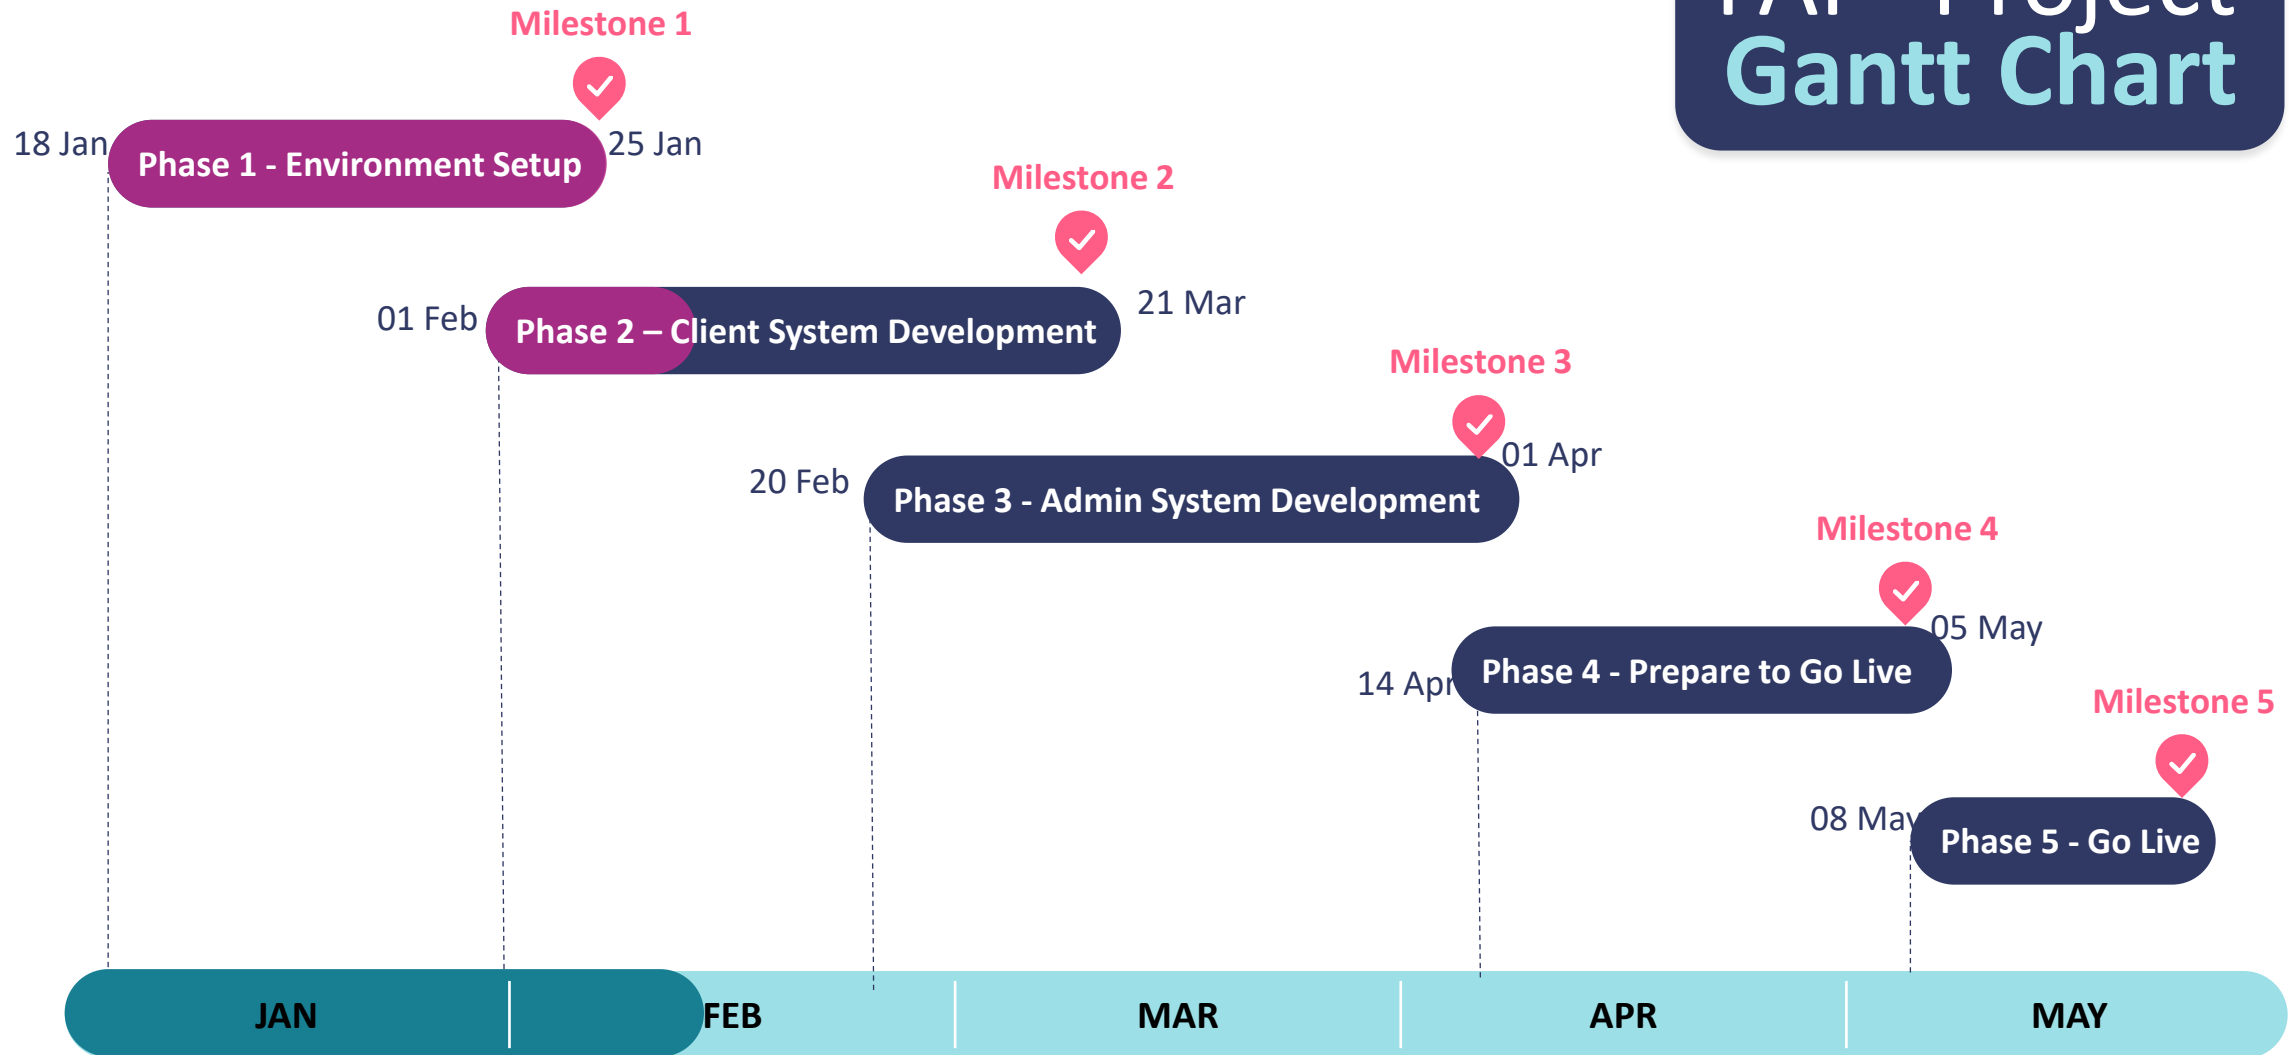 Project
Gantt Chart
Milestone 1
18 Jan
25 Jan
Phase 1 - Environment Setup
Milestone 2
01 Feb
21 Mar
Phase 2 – Client System Development
Milestone 3
20 Feb
01 Apr
Phase 3 - Admin System Development
Milestone 4
14 Apr
05 May
Phase 4 - Prepare to Go Live
Milestone 5
08 May
Phase 5 - Go Live
JAN
FEB
MAR
APR
MAY